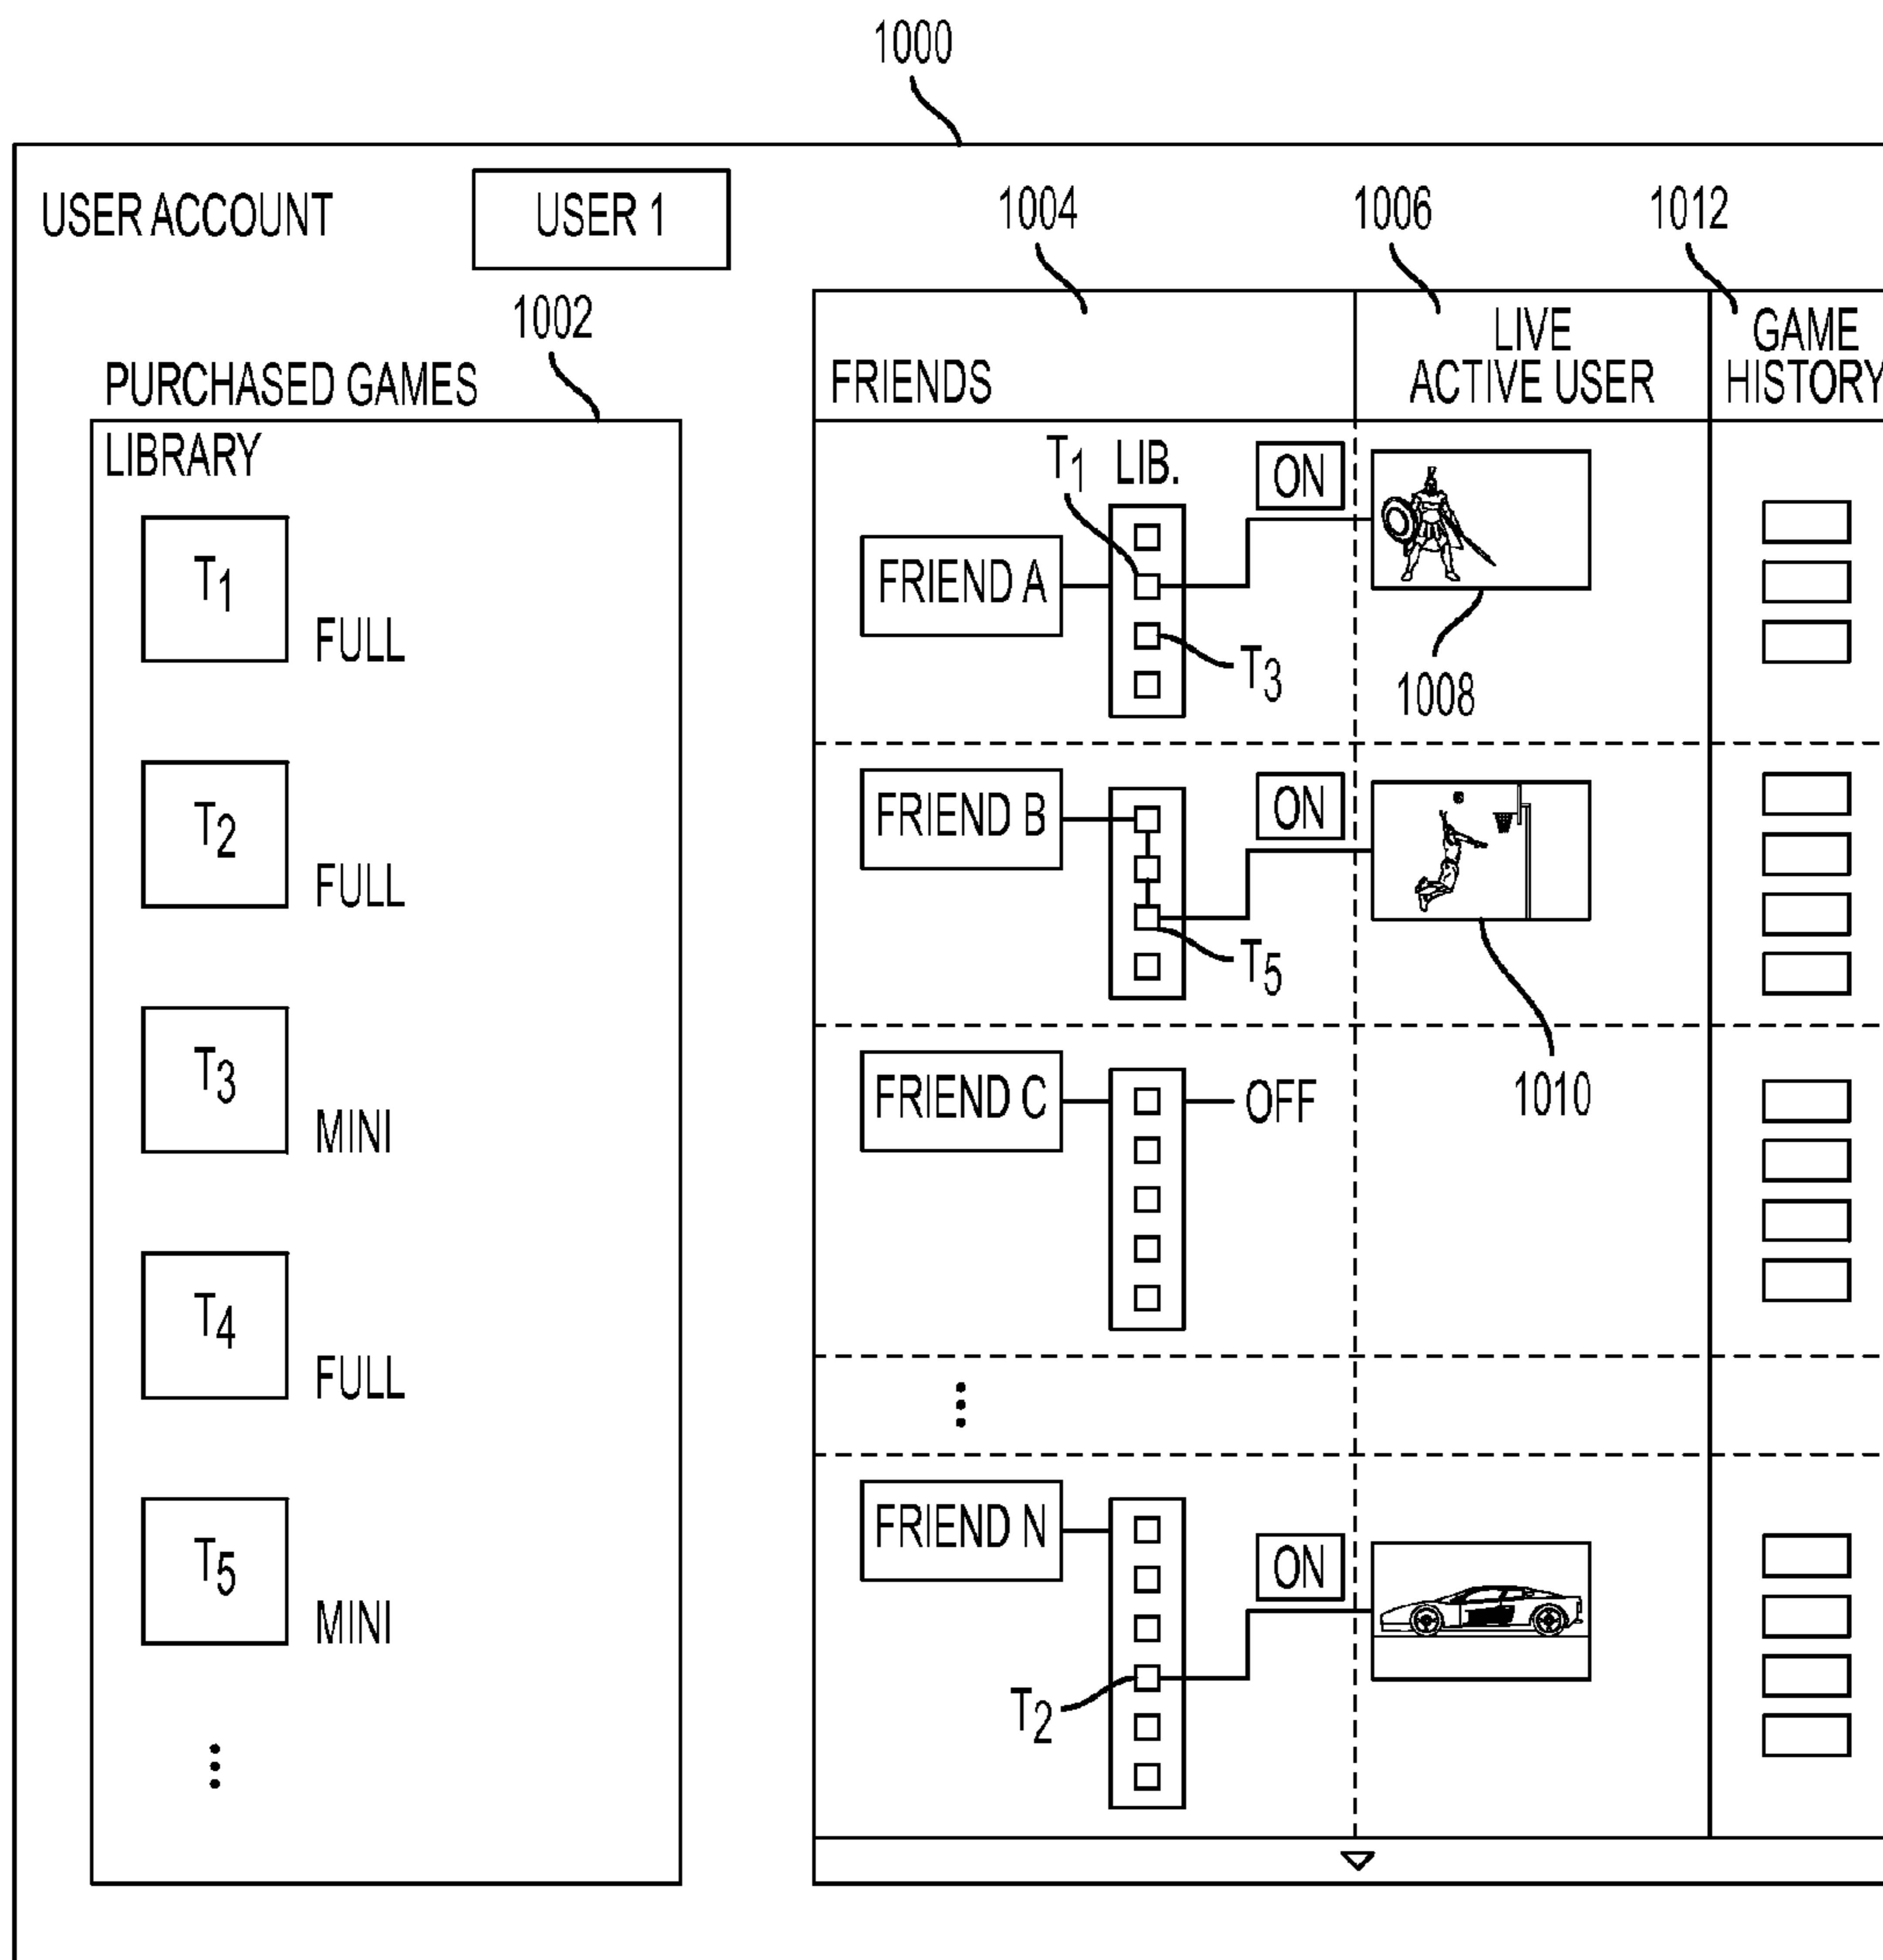 1000
USER ACCOUNT
USER 1
1004
1006
1012
1002
PURCHASED GAMES
LIBRARY
T1
FULL
T2
FULL
T3
MINI
T4
FULL
T5
MINI
FRIENDS
LIVE
ACTIVE USER
GAME
HISTORY
T1
LIB.
ON
FRIEND A
T3
1008
FRIEND B
ON
T5
1010
FRIEND C
OFF
FRIEND N
ON
T2